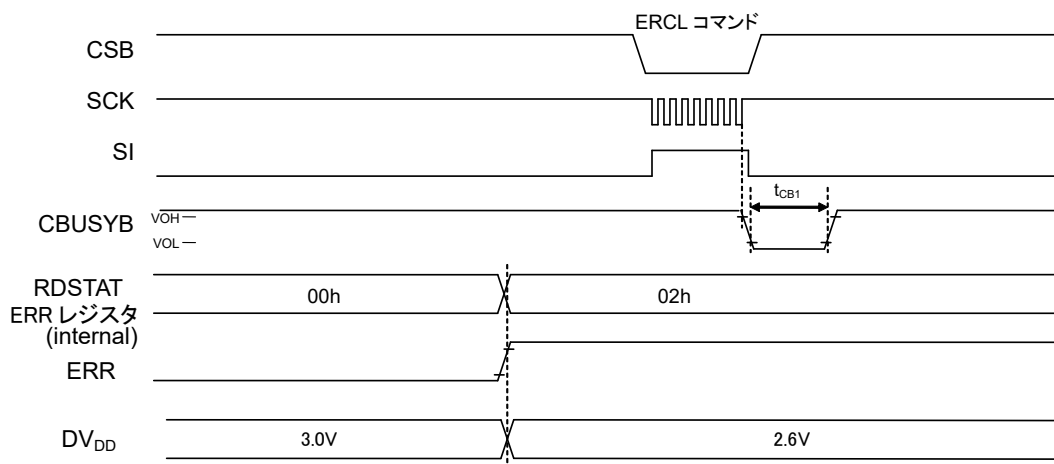 ERCL コマンド
CSB
SCK
SI
tCB1
CBUSYB
VOH
VOL
RDSTAT
ERR レジスタ
(internal)
00h
02h
ERR
DVDD
3.0V
2.6V